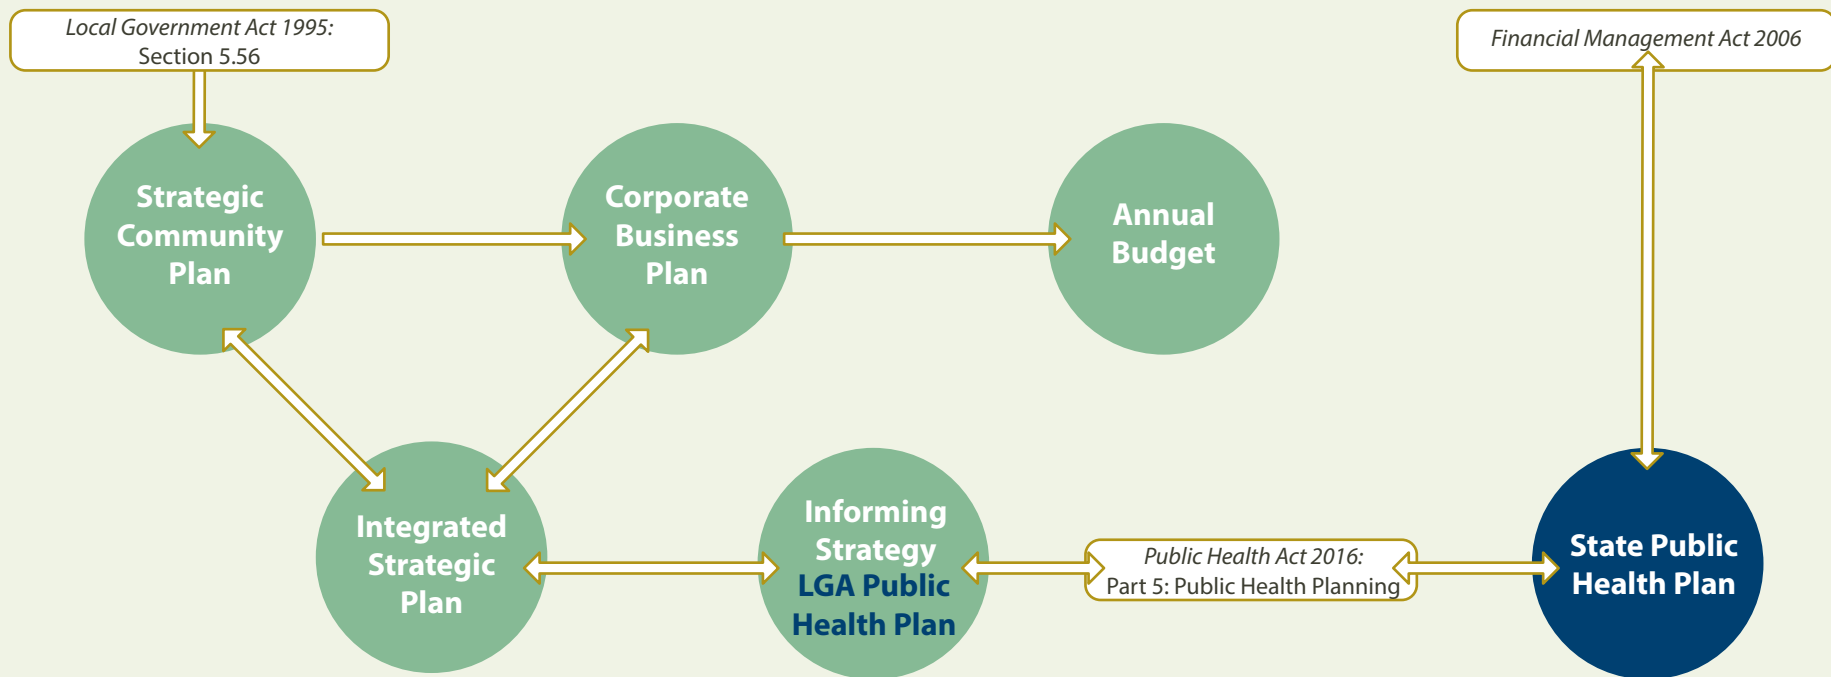 Local Government Act 1995:
Section 5.56
Financial Management Act 2006
Strategic
Community
Plan
Corporate
Business
Plan
Annual
Budget
Integrated
Strategic
Plan
Informing
Strategy
LGA Public
Health Plan
Public Health Act 2016:
Part 5: Public Health Planning
State Public
Health Plan